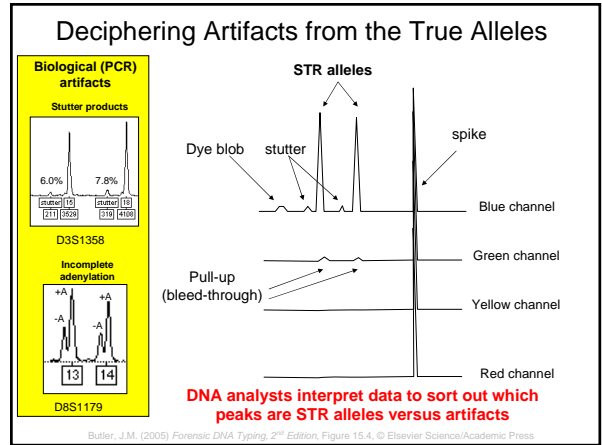 Deciphering Artifacts from the True Alleles
Biological (PCR)
artifacts
Stutter products
6.0%
7.8%
stutter 15 stutter 18
211 3529 319 4108
D3S1358
Incomplete
adenylation
+A
+A
-A
-A
13 14
D8S1179
STR alleles
spike
Dye blob
stutter
Blue channel
Green channel
Pull-up
(bleed-through)
Yellow channel
Red channel
DNA analysts interpret data to sort out which
peaks are STR alleles versus artifacts
Butler, J.M. (2005) Forensic DNA Typing, 2nd Edition, Figure 15.4, © Elsevier Science/Academic Press